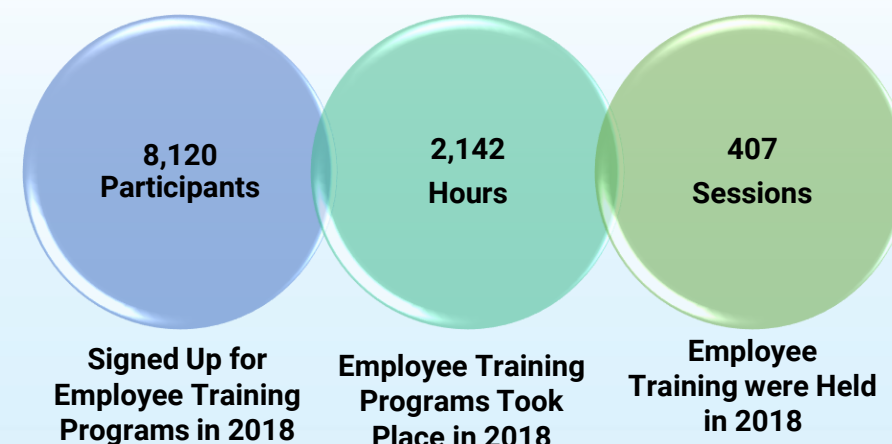 8,120
Participants
2,142
Hours
407
Sessions
Signed Up for
Employee Training
Programs in 2018
Employee Training
Programs Took
Place in 2018
Employee
Training were Held
in 2018